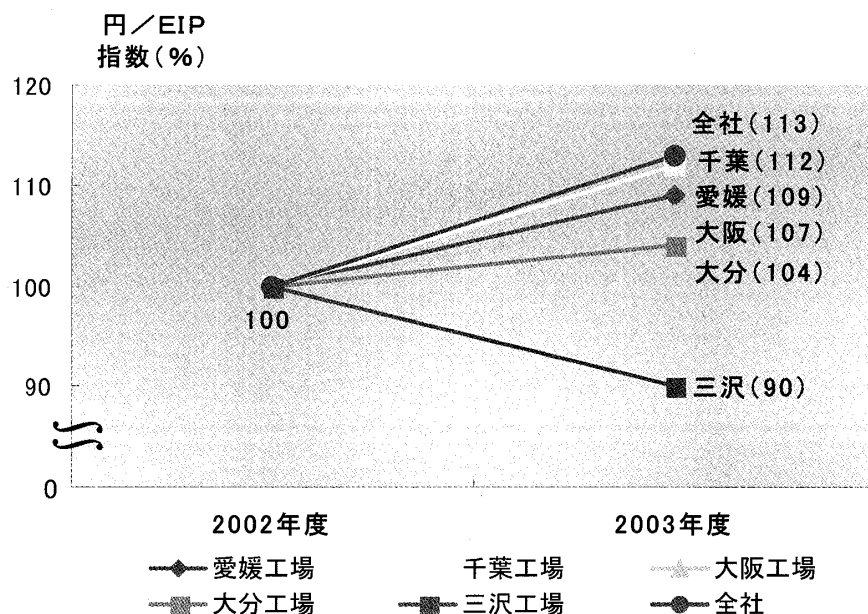 円／EIP
指数(%)
120
110
100
90
0
100
全社(113)
千葉(112)
愛媛(109)
大阪(107)
大分(104)
三沢(90)
2002年度
2003年度
愛媛工場 千葉工場 大阪工場
大分工場 三沢工場 全社